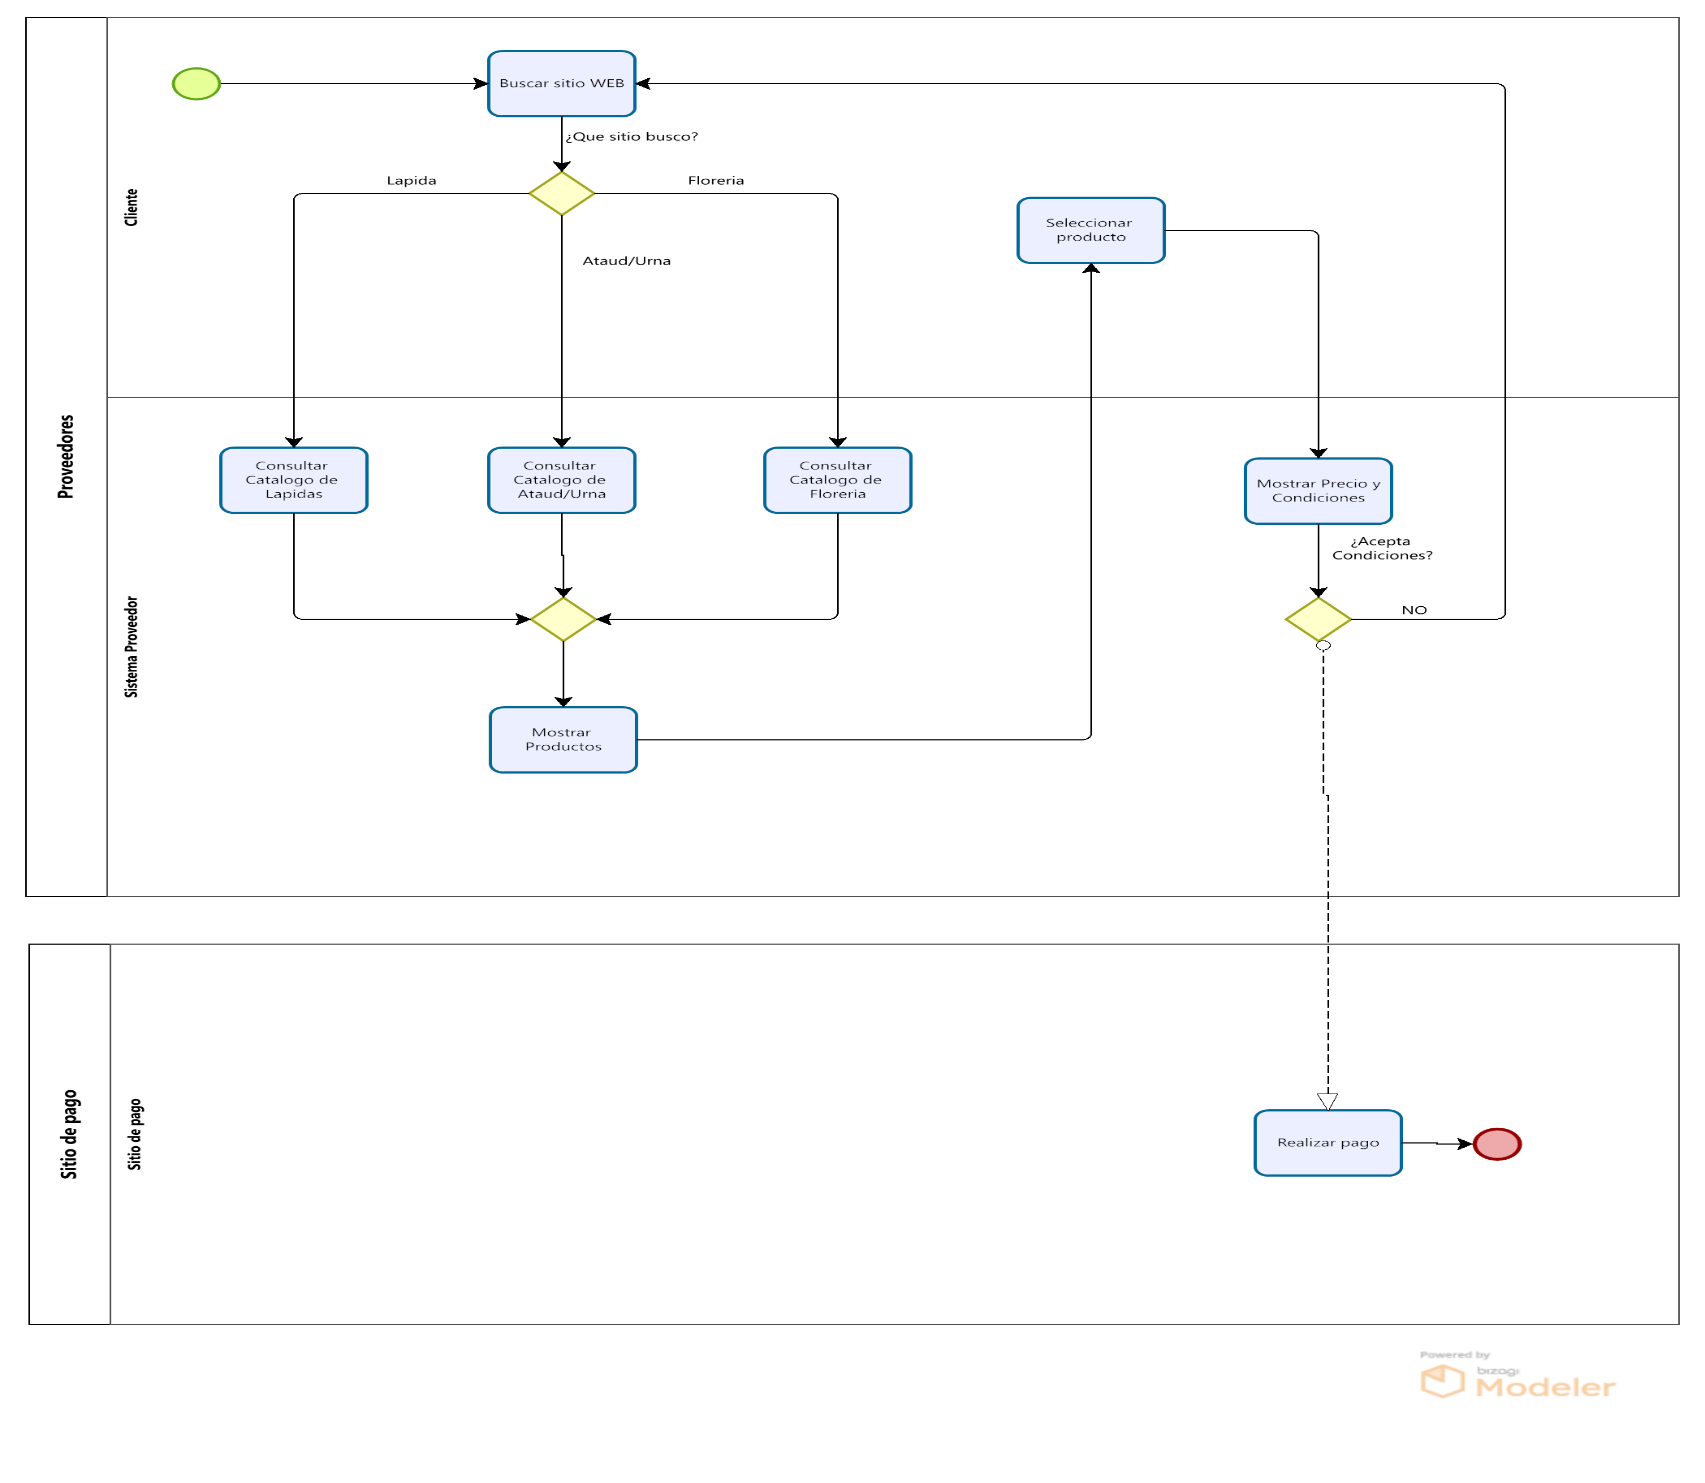 Proveedores
Cliente
Buscar sitio WEB
¿Que sitio busco?
Lapida
Floreria
Ataud/Urna
Seleccionar
producto
Sistema Proveedor
Consultar
Catalogo de
Lapidas
Consultar
Catalogo de
Ataud/Urna
Consultar
Catalogo de
Floreria
Mostrar Precio y
Condiciones
¿Acepta
Condiciones?
NO
Mostrar
Productos
Sitio de pago
Sitio de pago
Realizar pago
Powered by
bizagi
Modeler